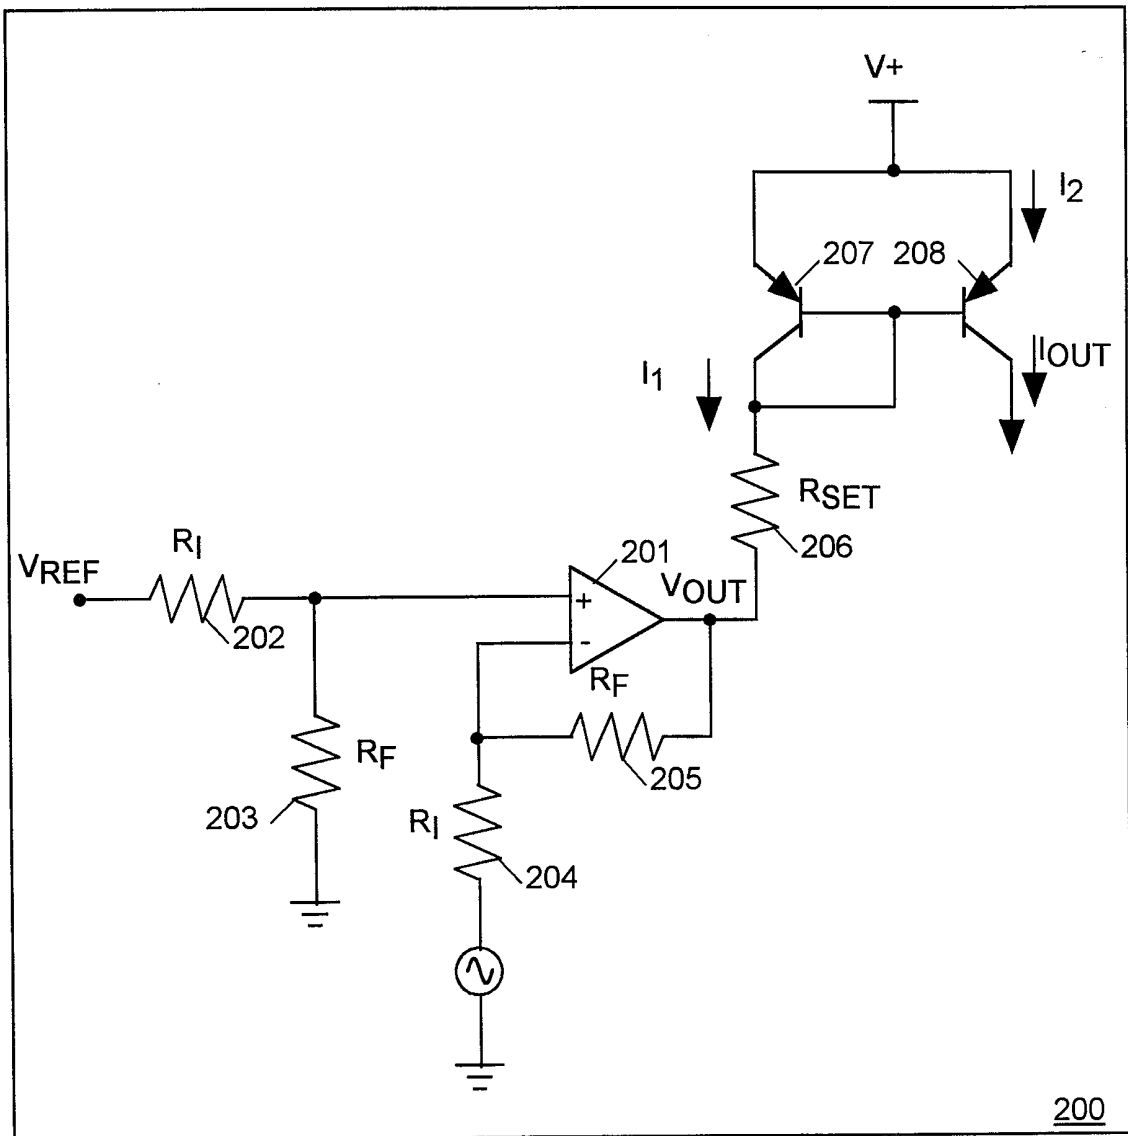 V+
I2
207 208
I1
IOUT
RSET
206
RI
VREF
201
VOUT
202
+
-
RF
RF
205
203
RI
204
200